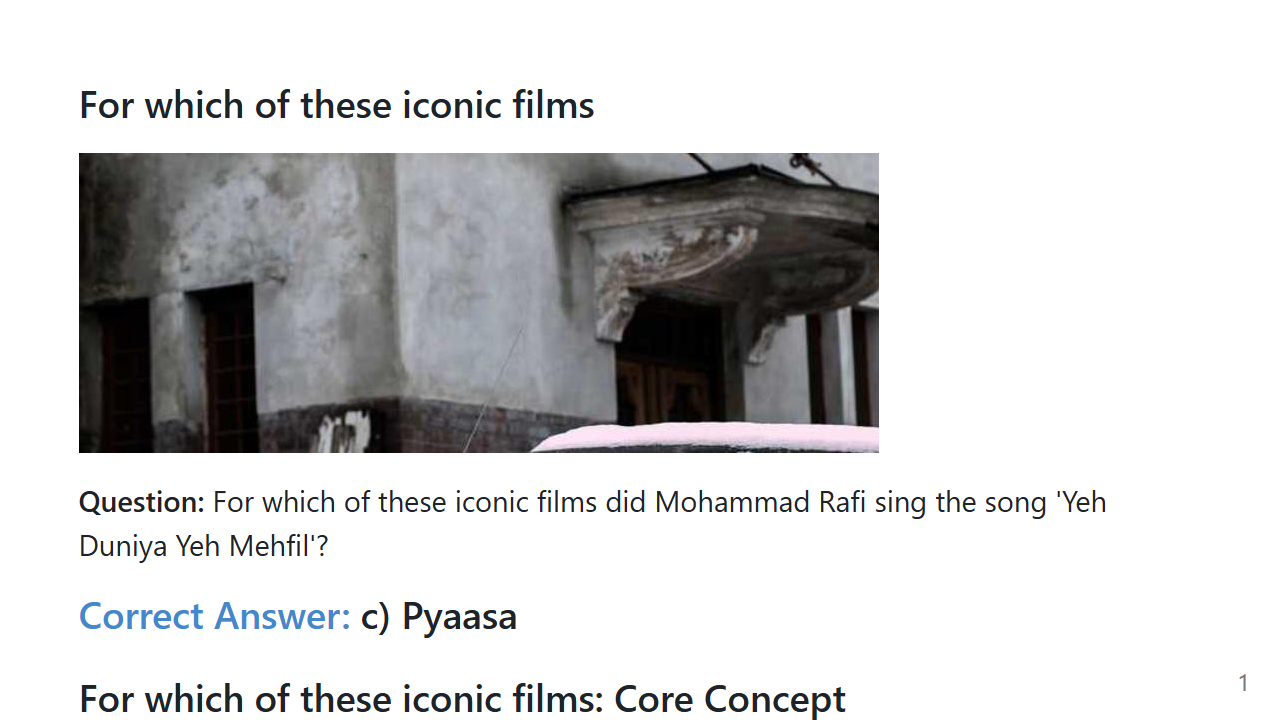 For which of these iconic films
Question: For which of these iconic films did Mohammad Rafi sing the song 'Yeh
Duniya Yeh Mehfil'?
Correct Answer: c) Pyaasa
For which of these iconic films: Core Concept
1